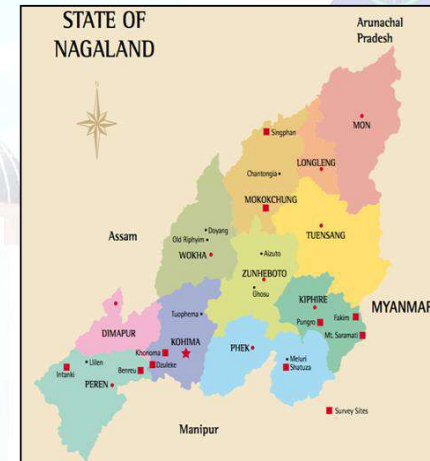 STATE OF
NAGALAND
Arunachal
Pradesh
N
MON
Singphan
LONGLENG
Chantongia
MOKOKCHUNG
TUENSANG
Assam
Doyang
Old Riphyim
WOKHA
Aizuto
ZUNHEBOTO
Ghosu
KIPHIRE
MYANMAR
Fakim
Pungro
Mt. Saramati
Tuophema
DIMAPUR
KOHIMA
PHEK
Khonoma
Dzuleke
Meluri
Shatuza
Lilen
Benreu
Intanki
PEREN
Survey Sites
Manipur